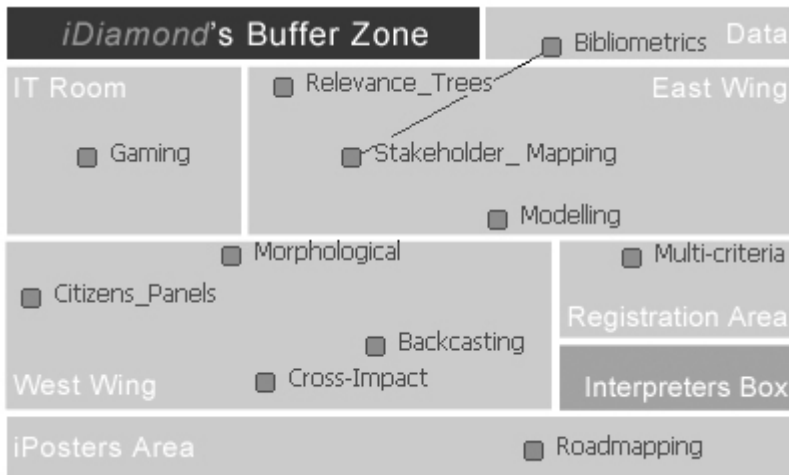 iDiamond's Buffer Zone
Bibliometrics
Data
IT Room
Relevance_Trees
East Wing
Gaming
Stakeholder_ Mapping
Modelling
Morphological
Multi-criteria
Citizens_Panels
Registration Area
Backcasting
West Wing
Cross-Impact
Interpreters Box
iPosters Area
Roadmapping